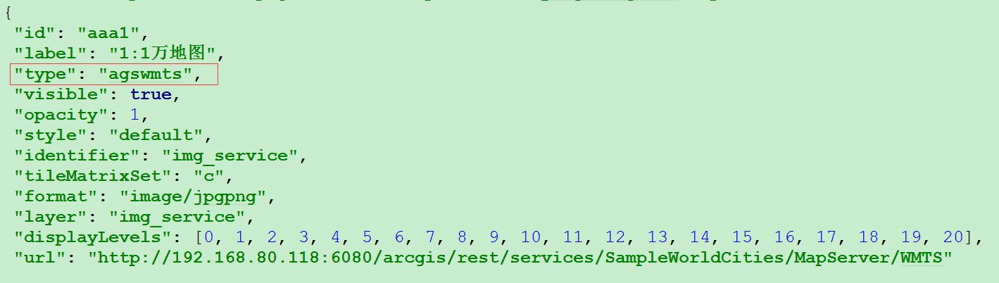 {
"id": "aaa1",
"label": "1:1万地图",
"type": "agswmts",
"visible": true,
"opacity": 1,
"style": "default",
"identifier": "img_service",
"tileMatrixSet": "c",
"format": "image/jpgpng",
"layer": "img_service",
"displayLevels": [0, 1, 2, 3, 4, 5, 6, 7, 8, 9, 10, 11, 12, 13, 14, 15, 16, 17, 18, 19, 20],
"url": "http://192.168.80.118:6080/arcgis/rest/services/SampleWorldCities/MapServer/WMTS"